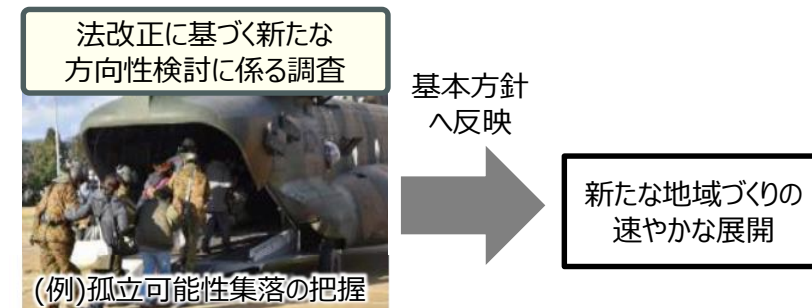 法改正に基づく新たな
方向性検討に係る調査
(例)孤立可能性集落の把握
基本方針
へ反映
新たな地域づくりの
速やかな展開